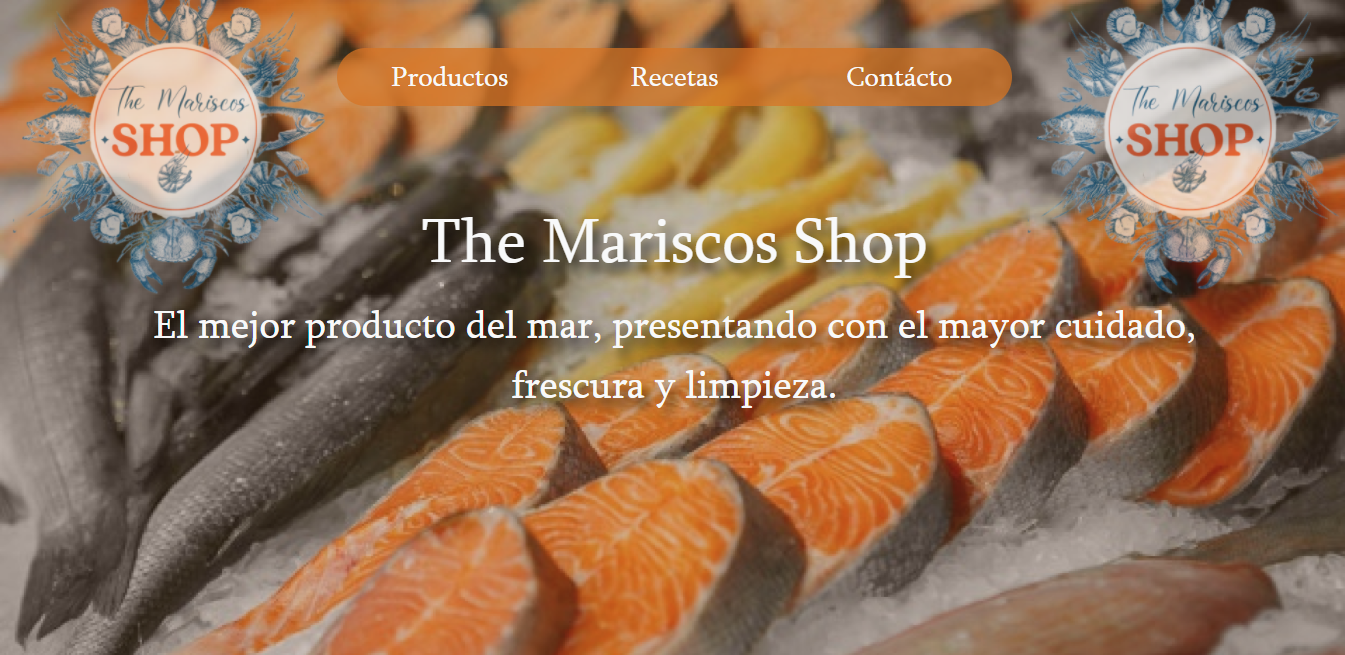 The Mariscos
SHOP
Productos
Recetas
Contácto
The Mariscos
SHOP
The Mariscos Shop
El mejor producto del mar, presentando con el mayor cuidado,
frescura y limpieza.